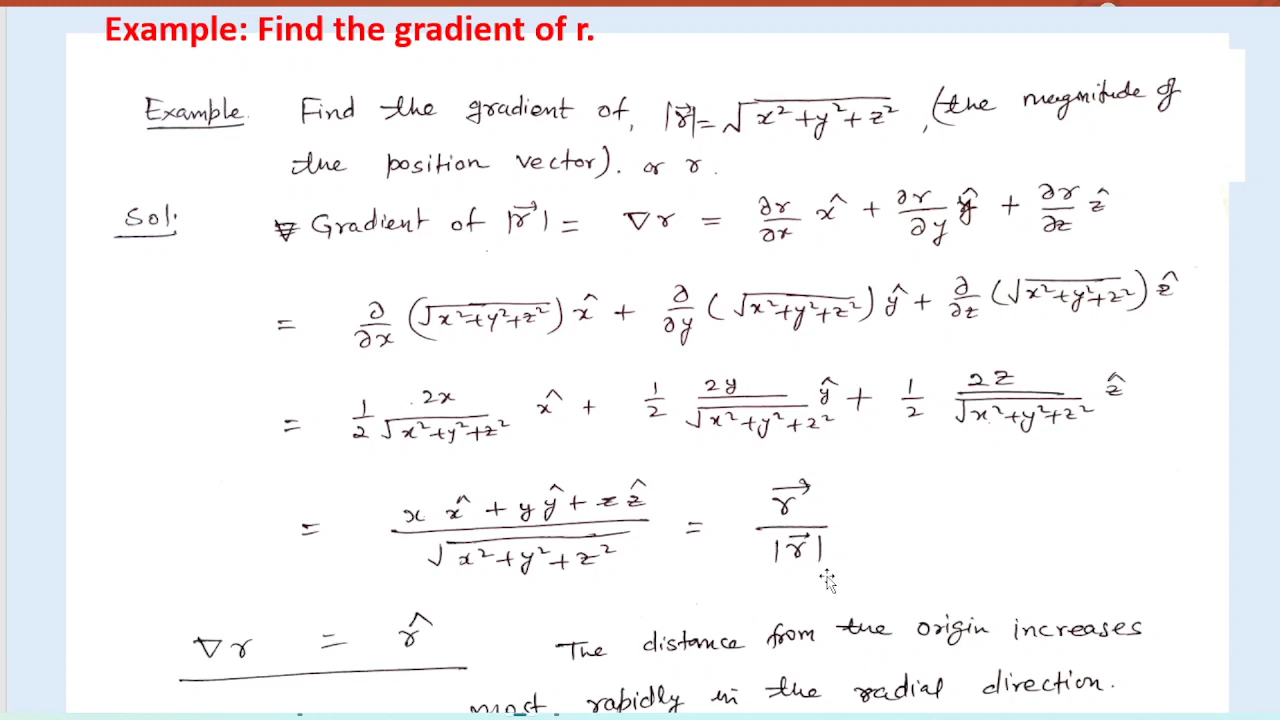 Example: Find the gradient of r.
Example. Find the gradient of, |r⃗| = √(x²+y²+z²), (the magnitude of
the position vector). or r.
Sol: Gradient of |r⃗| = ∇r = ∂r/∂x x̂ + ∂r/∂y ŷ + ∂r/∂z ẑ
= ∂/∂x (√(x²+y²+z²)) x̂ + ∂/∂y (√(x²+y²+z²)) ŷ + ∂/∂z (√(x²+y²+z²)) ẑ
= 1/2 2x/√(x²+y²+z²) x̂ + 1/2 2y/√(x²+y²+z²) ŷ + 1/2 2z/√(x²+y²+z²) ẑ
= (x x̂ + y ŷ + z ẑ)/√(x²+y²+z²) = r⃗/|r⃗|
∇r = r̂ The distance from the origin increases
most rapidly in the radial direction.